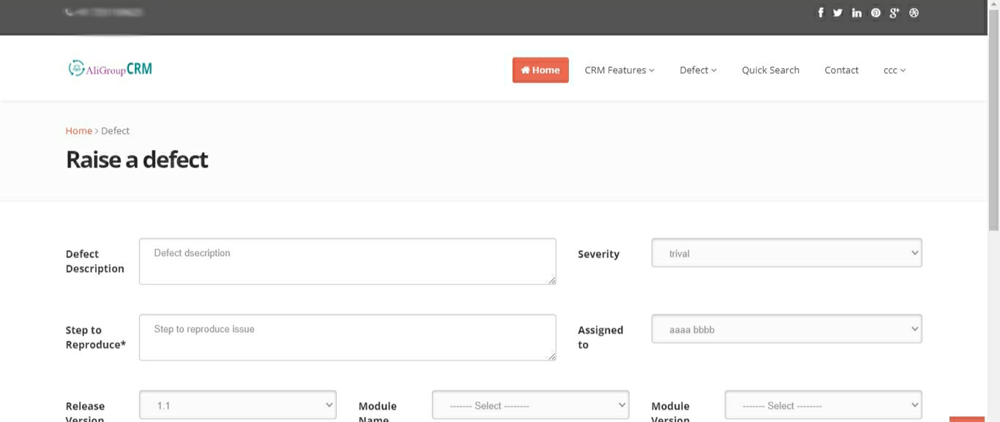 AliGroupCRM
Home
CRM Features
Defect
Quick Search
Contact
ccc
Home > Defect
Raise a defect
Defect
Description
Defect dsecription
Severity
trival
Step to
Reproduce*
Step to reproduce issue
Assigned
to
aaaa bbbb
Release
Version
1.1
Module
Name
------- Select --------
Module
Version
------- Select --------